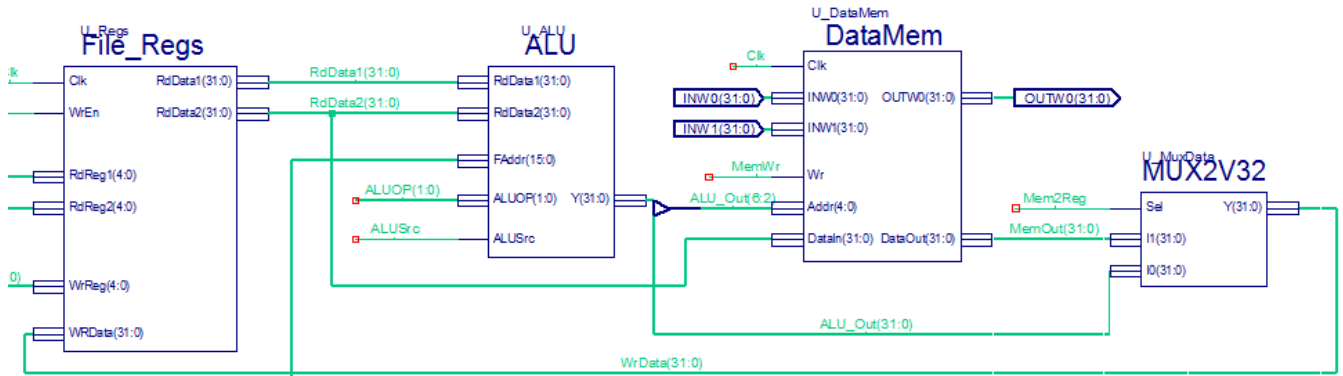 U_Regs
File_Regs
Clk
WrEn
RdReg1(4:0)
RdReg2(4:0)
WrReg(4:0)
WRData(31:0)
RdData1(31:0)
RdData2(31:0)
RdData1(31:0)
RdData2(31:0)
ALUOP(1:0)
ALUSrc
U_ALU
ALU
RdData1(31:0)
RdData2(31:0)
FAddr(15:0)
ALUOP(1:0)
Y(31:0)
ALUSrc
U_DataMem
DataMem
Clk
Clk
INW0(31:0)
INW0(31:0)
OUTW0(31:0)
OUTW0(31:0)
INW1(31:0)
INW1(31:0)
MemWr
Wr
ALU_Out(6:2)
Addr(4:0)
DataIn(31:0)
DataOut(31:0)
MemOut(31:0)
U_MuxData
MUX2V32
Mem2Reg
Sel
Y(31:0)
I1(31:0)
I0(31:0)
ALU_Out(31:0)
WrData(31:0)